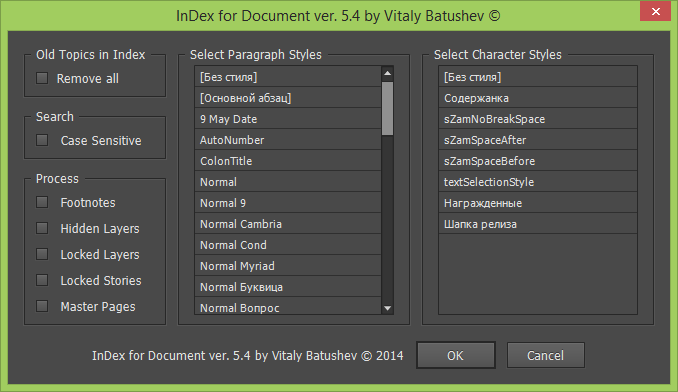 InDex for Document ver. 5.4 by Vitaly Batushev ©
Old Topics in Index
Remove all
Search
Case Sensitive
Process
Footnotes
Hidden Layers
Locked Layers
Locked Stories
Master Pages
Select Paragraph Styles
[Без стиля]
[Основной абзац]
9 May Date
AutoNumber
ColonTitle
Normal
Normal 9
Normal Cambria
Normal Cond
Normal Myriad
Normal Буквица
Normal Вопрос
Select Character Styles
[Без стиля]
Содержанка
sZamNoBreakSpace
sZamSpaceAfter
sZamSpaceBefore
textSelectionStyle
Награжденные
Шапка релиза
InDex for Document ver. 5.4 by Vitaly Batushev © 2014
OK
Cancel